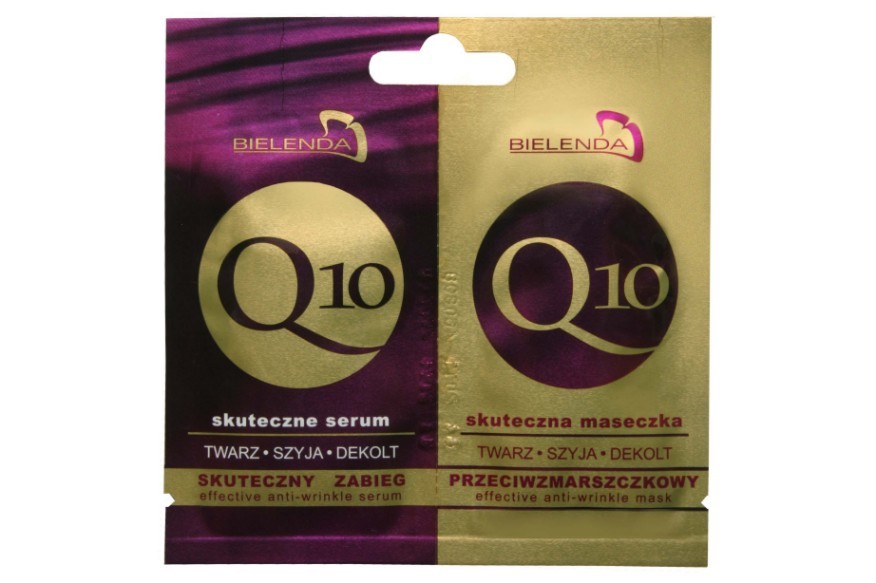 BIELENDA
Q10
skuteczne serum
TWARZ • SZYJA • DEKOLT
SKUTECZNY ZABIEG
effective anti-wrinkle serum
BIELENDA
Q10
skuteczna maseczka
TWARZ • SZYJA • DEKOLT
PRZECIWZMARSZCZKOWY
effective anti-wrinkle mask